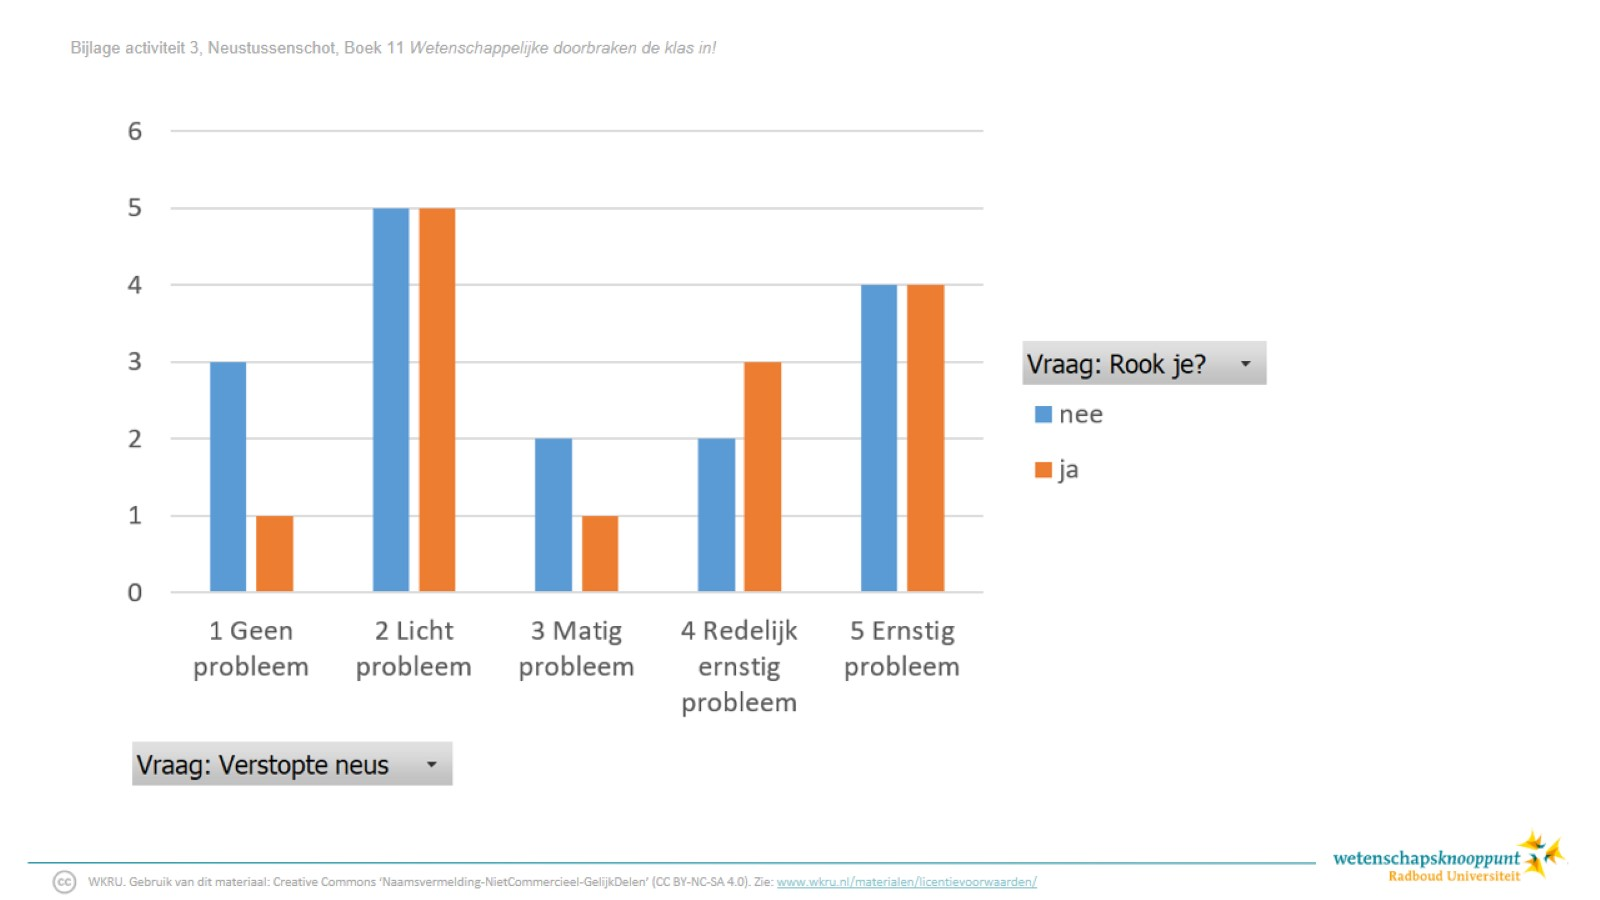 Bijlage activiteit 3, Neustussenschot, Boek 11 Wetenschappelijke doorbraken de klas in!
6
5
4
3
2
1
0
1 Geen probleem
2 Licht probleem
3 Matig probleem
4 Redelijk ernstig probleem
5 Ernstig probleem
Vraag: Rook je?
nee
ja
Vraag: Verstopte neus
wetenschapsknooppunt
Radboud Universiteit
cc WKRU. Gebruik van dit materiaal: Creative Commons ‘Naamsvermelding-NietCommercieel-GelijkDelen’ (CC BY-NC-SA 4.0). Zie: www.wkru.nl/materialen/licentievoorwaarden/